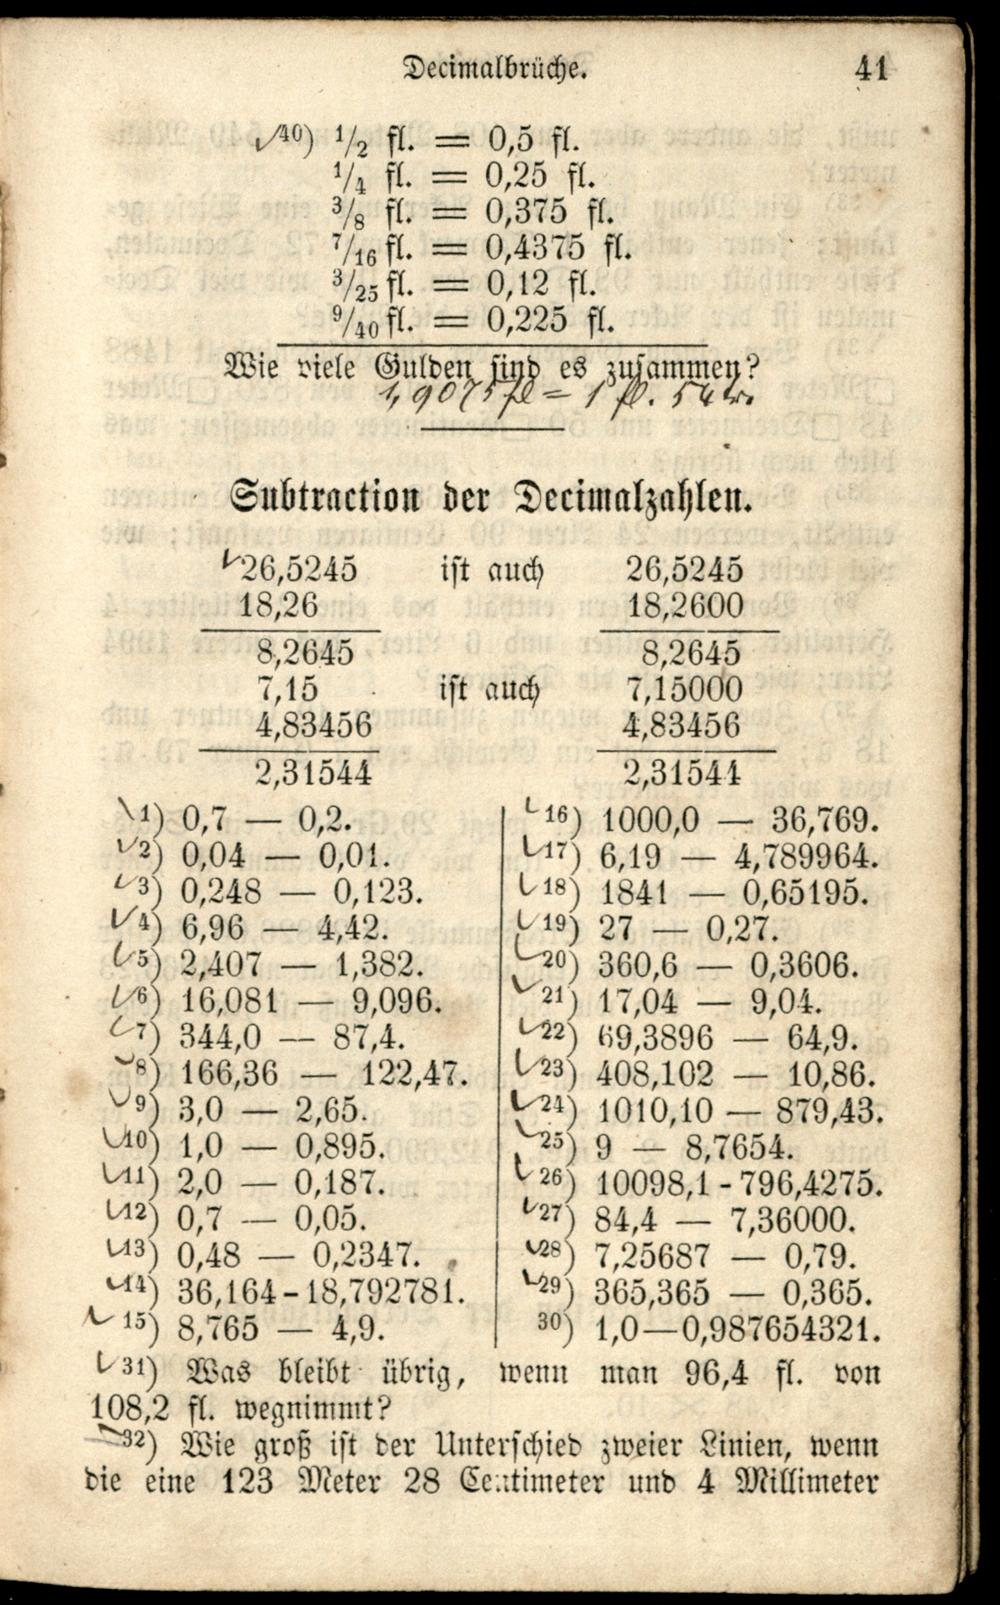 Decimalbrüche. 41
40) 1/2 fl. = 0,5 fl.
1/4 fl. = 0,25 fl.
3/8 fl. = 0,375 fl.
7/16 fl. = 0,4375 fl.
3/25 fl. = 0,12 fl.
9/40 fl. = 0,225 fl.
Wie viele Gulden sind es zusammen?
1,9075 fl = 1 fl. 54 kr.
Subtraction der Decimalzahlen.
26,5245 ist auch 26,5245
18,26 18,2600
8,2645 8,2645
7,15 ist auch 7,15000
4,83456 4,83456
2,31544 2,31544
1) 0,7 — 0,2.
2) 0,04 — 0,01.
3) 0,248 — 0,123.
4) 6,96 — 4,42.
5) 2,407 — 1,382.
6) 16,081 — 9,096.
7) 344,0 — 87,4.
8) 166,36 — 122,47.
9) 3,0 — 2,65.
10) 1,0 — 0,895.
11) 2,0 — 0,187.
12) 0,7 — 0,05.
13) 0,48 — 0,2347.
14) 36,164-18,792781.
15) 8,765 — 4,9.
16) 1000,0 — 36,769.
17) 6,19 — 4,789964.
18) 1841 — 0,65195.
19) 27 — 0,27.
20) 360,6 — 0,3606.
21) 17,04 — 9,04.
22) 69,3896 — 64,9.
23) 408,102 — 10,86.
24) 1010,10 — 879,43.
25) 9 — 8,7654.
26) 10098,1 - 796,4275.
27) 84,4 — 7,36000.
28) 7,25687 — 0,79.
29) 365,365 — 0,365.
30) 1,0—0,987654321.
31) Was bleibt übrig, wenn man 96,4 fl. von
108,2 fl. wegnimmt?
32) Wie groß ist der Unterschied zweier Linien, wenn
die eine 123 Meter 28 Centimeter und 4 Millimeter